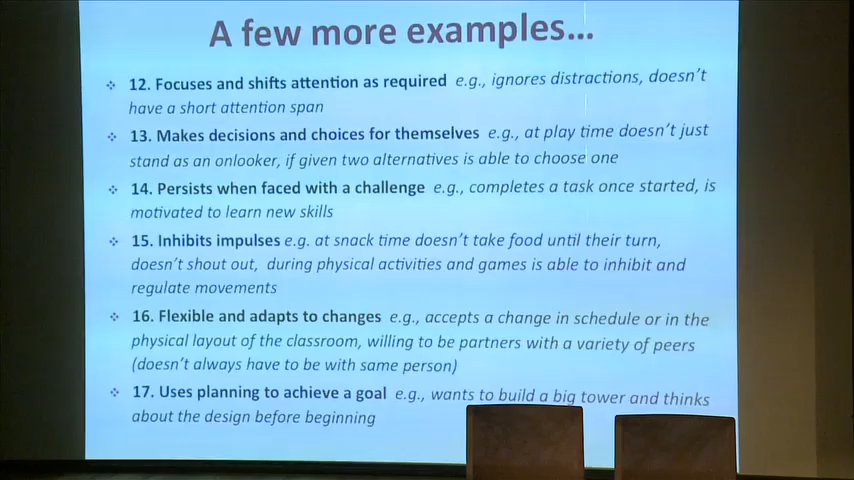 A few more examples...
❖ 12. Focuses and shifts attention as required e.g., ignores distractions, doesn't
have a short attention span
❖ 13. Makes decisions and choices for themselves e.g., at play time doesn't just
stand as an onlooker, if given two alternatives is able to choose one
❖ 14. Persists when faced with a challenge e.g., completes a task once started, is
motivated to learn new skills
❖ 15. Inhibits impulses e.g. at snack time doesn't take food until their turn,
doesn't shout out, during physical activities and games is able to inhibit and
regulate movements
❖ 16. Flexible and adapts to changes e.g., accepts a change in schedule or in the
physical layout of the classroom, willing to be partners with a variety of peers
(doesn't always have to be with same person)
❖ 17. Uses planning to achieve a goal e.g., wants to build a big tower and thinks
about the design before beginning